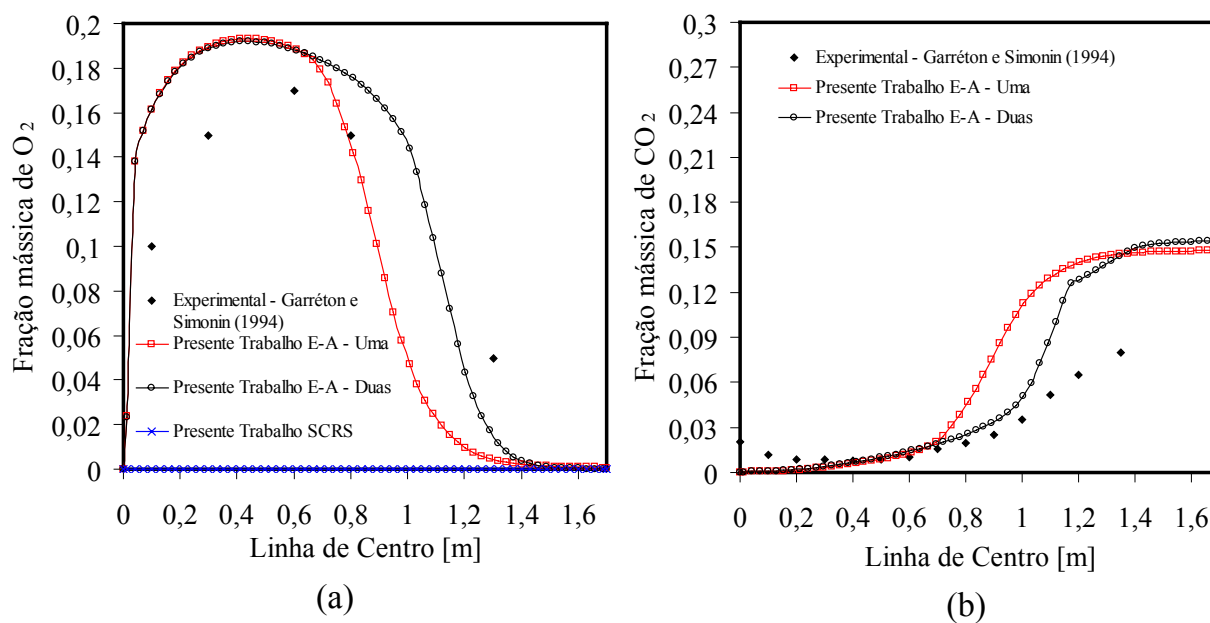 0,2
0,18
0,16
0,14
0,12
0,1
0,08
0,06
0,04
0,02
0
Fração mássica de O2
Experimental - Garréton e
Simonin (1994)
Presente Trabalho E-A - Uma
Presente Trabalho E-A - Duas
Presente Trabalho SCRS
0 0,2 0,4 0,6 0,8 1 1,2 1,4 1,6
Linha de Centro [m]
(a)
0,3
0,27
0,24
0,21
0,18
0,15
0,12
0,09
0,06
0,03
0
Fração mássica de CO2
Experimental - Garréton e Simonin (1994)
Presente Trabalho E-A - Uma
Presente Trabalho E-A - Duas
0 0,2 0,4 0,6 0,8 1 1,2 1,4 1,6
Linha de Centro [m]
(b)